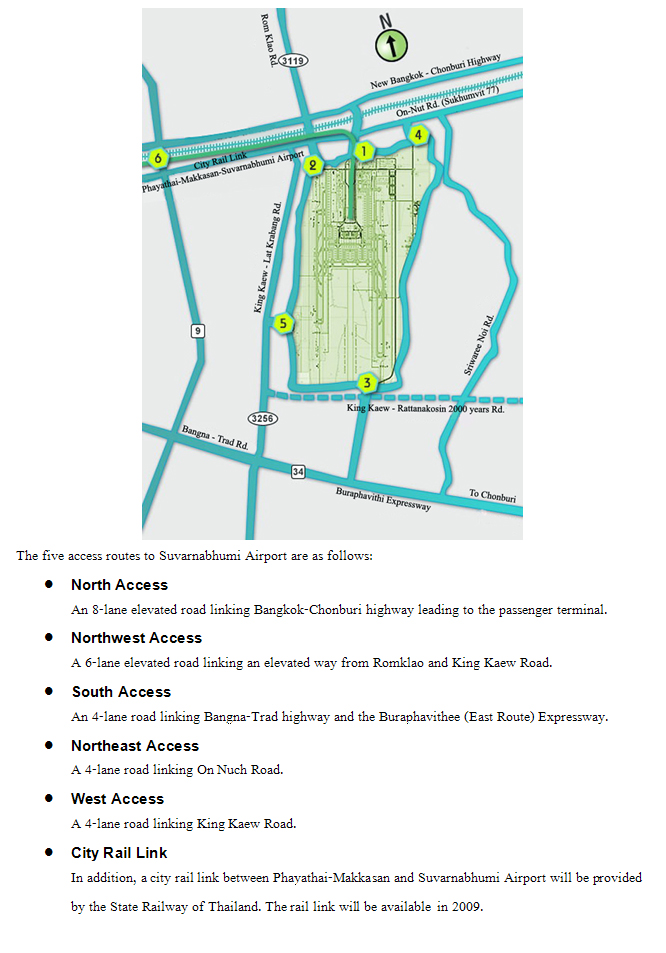 N
Rom Klao Rd.
3119
New Bangkok - Chonburi Highway
On-Nut Rd. (Sukhumvit 77)
4
1
6
City Rail Link
2
Phayathai-Makkasan-Suvarnabhumi Airport
King Kaew - Lat Krabang Rd.
5
9
Sriwaree Noi Rd.
3
King Kaew - Rattanakosin 2000 years Rd.
3256
Bangna - Trad Rd.
34
Buraphavithi Expressway
To Chonburi
The five access routes to Suvarnabhumi Airport are as follows:
● North Access
An 8-lane elevated road linking Bangkok-Chonburi highway leading to the passenger terminal.
● Northwest Access
A 6-lane elevated road linking an elevated way from Romklao and King Kaew Road.
● South Access
An 4-lane road linking Bangna-Trad highway and the Buraphavithee (East Route) Expressway.
● Northeast Access
A 4-lane road linking On Nuch Road.
● West Access
A 4-lane road linking King Kaew Road.
● City Rail Link
In addition, a city rail link between Phayathai-Makkasan and Suvarnabhumi Airport will be provided
by the State Railway of Thailand. The rail link will be available in 2009.